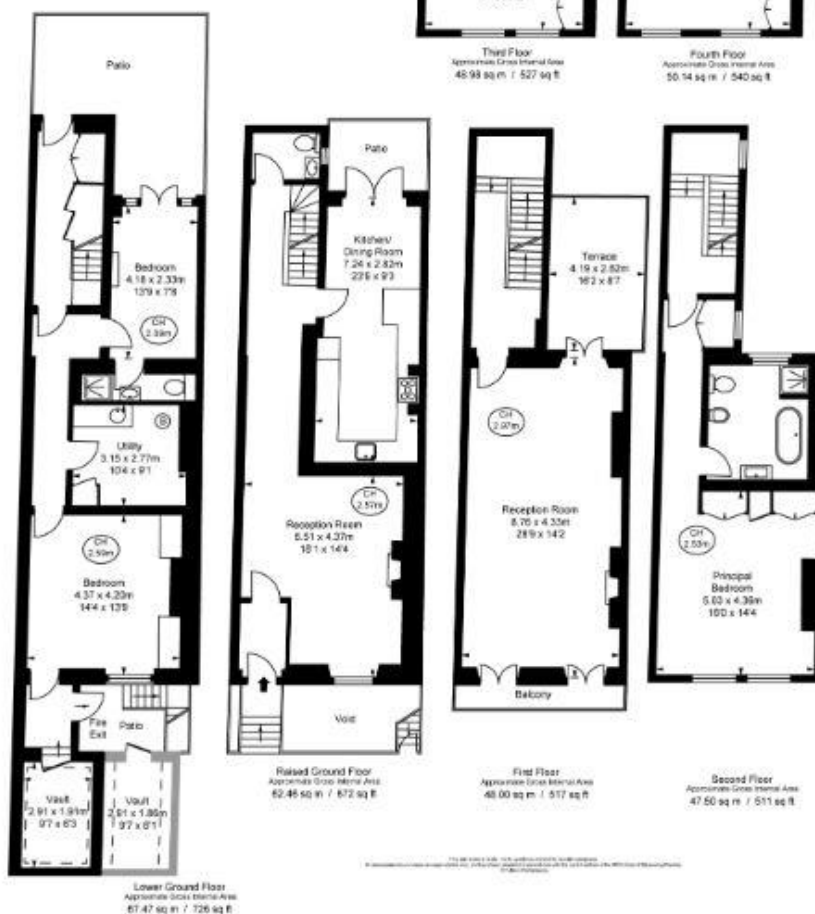 Third Floor
Approximate Gross Internal Area
48.98 sq m / 527 sq ft
Fourth Floor
Approximate Gross Internal Area
50.14 sq m / 540 sq ft
Patio
Bedroom
4.18 x 2.33m
13'9 x 7'8
CH
2.39m
Utility
3.15 x 2.77m
10'4 x 9'1
B
CH
2.59m
Bedroom
4.37 x 4.20m
14'4 x 13'9
Fire
Exit
Patio
Vault
2.91 x 1.91m
9'7 x 6'3
Vault
2.91 x 1.86m
9'7 x 6'1
Lower Ground Floor
Approximate Gross Internal Area
67.47 sq m / 726 sq ft
Patio
Kitchen/
Dining Room
7.24 x 2.82m
23'9 x 9'3
CH
2.57m
Reception Room
5.51 x 4.37m
18'1 x 14'4
Void
Raised Ground Floor
Approximate Gross Internal Area
62.46 sq m / 672 sq ft
Terrace
4.19 x 2.62m
CH
2.97m
Reception Room
8.76 x 4.33m
28'9 x 14'2
Balcony
First Floor
Approximate Gross Internal Area
48.00 sq m / 517 sq ft
CH
2.53m
Principal
Bedroom
5.03 x 4.36m
14'4
Second Floor
Approximate Gross Internal Area
47.50 sq m / 511 sq ft